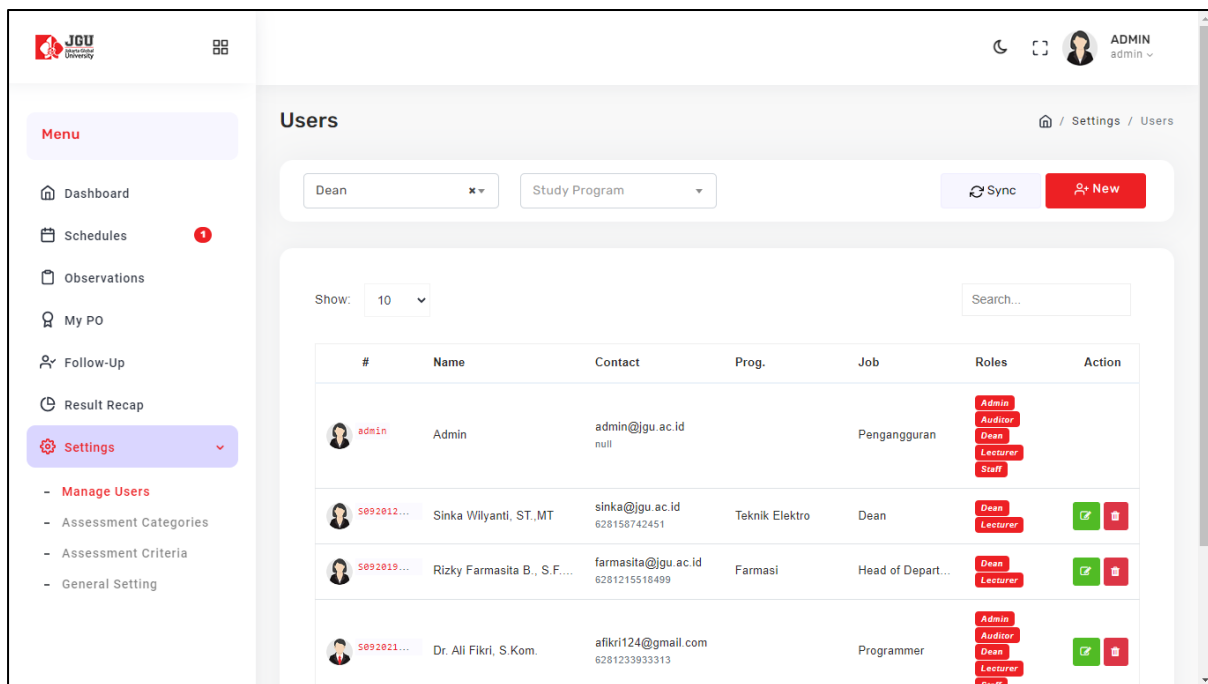 JGU
Jakarta Global
University
ADMIN
admin
Menu
Dashboard
Schedules 1
Observations
My PO
Follow-Up
Result Recap
Settings
- Manage Users
- Assessment Categories
- Assessment Criteria
- General Setting
Users
/ Settings / Users
Dean
Study Program
Sync
New
Show: 10
Search...
# Name Contact Prog. Job Roles Action
admin Admin admin@jgu.ac.id null Pengangguran Admin Auditor Dean Lecturer Staff
S092012... Sinka Wilyanti, ST.,MT sinka@jgu.ac.id 628158742451 Teknik Elektro Dean Dean Lecturer
S092019... Rizky Farmasita B., S.F.... farmasita@jgu.ac.id 6281215518499 Farmasi Head of Depart... Dean Lecturer
S092021... Dr. Ali Fikri, S.Kom. afikri124@gmail.com 6281233933313 Programmer Admin Auditor Dean Lecturer Staff